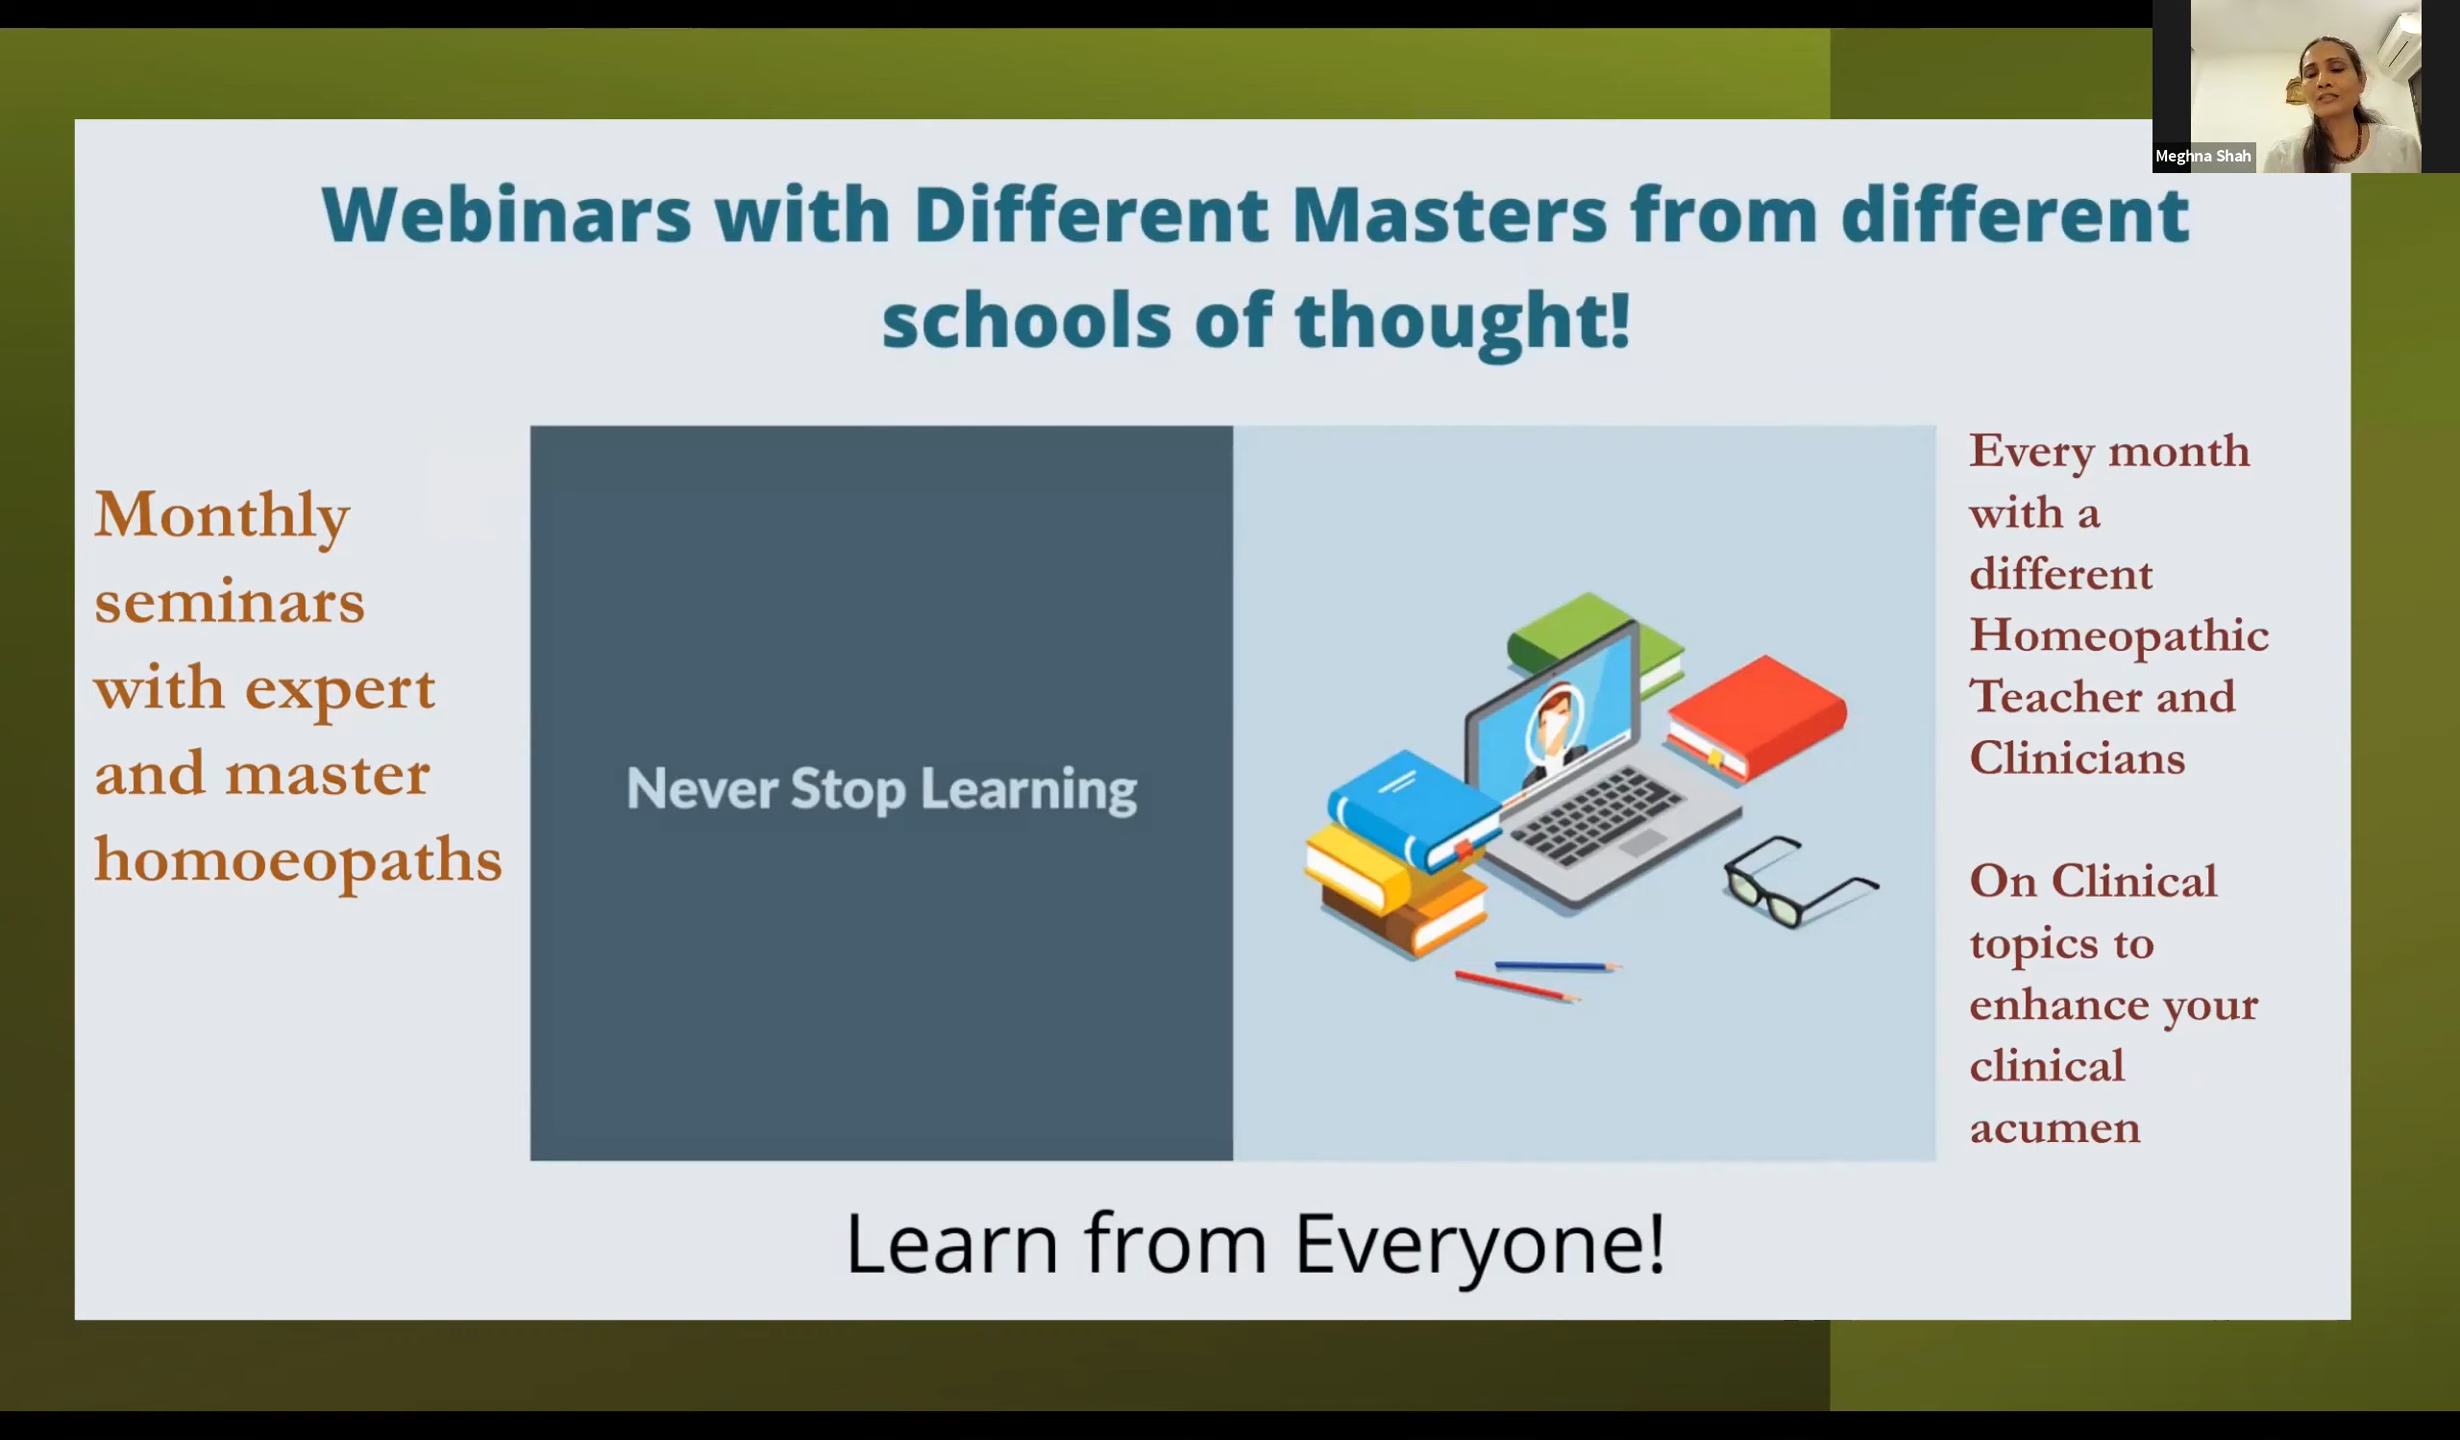 Meghna Shah
Webinars with Different Masters from different
schools of thought!
Monthly
seminars
with expert
and master
homoeopaths
Never Stop Learning
Every month
with a
different
Homeopathic
Teacher and
Clinicians
On Clinical
topics to
enhance your
clinical
acumen
Learn from Everyone!